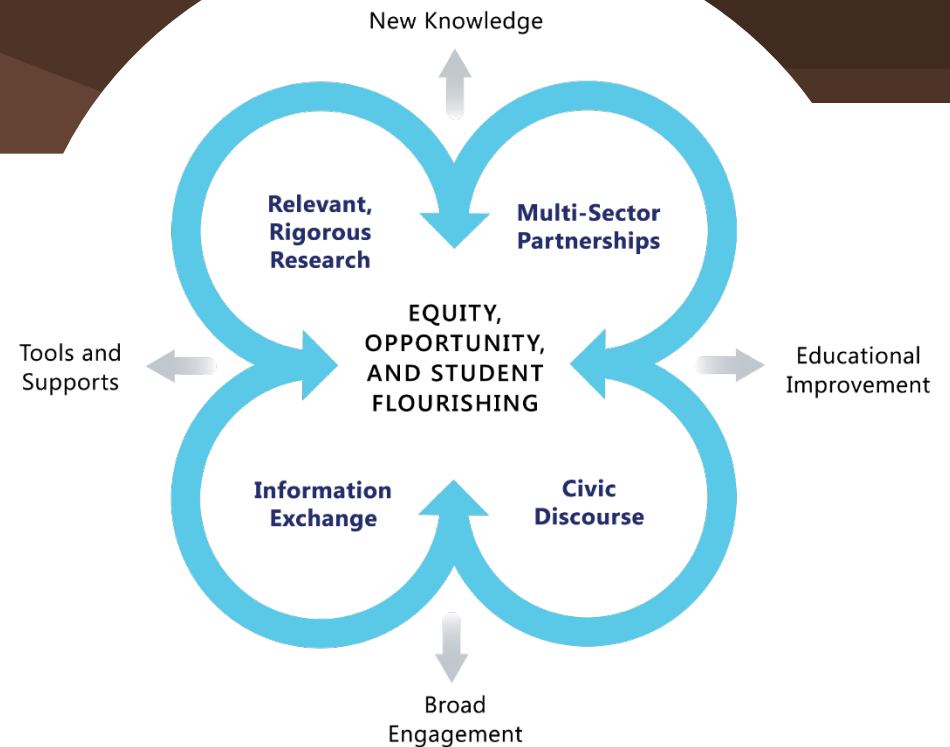 New Knowledge
Relevant,
Rigorous
Research
Multi-Sector
Partnerships
EQUITY,
OPPORTUNITY,
AND STUDENT
FLOURISHING
Tools and
Supports
Educational
Improvement
Information
Exchange
Civic
Discourse
Broad
Engagement